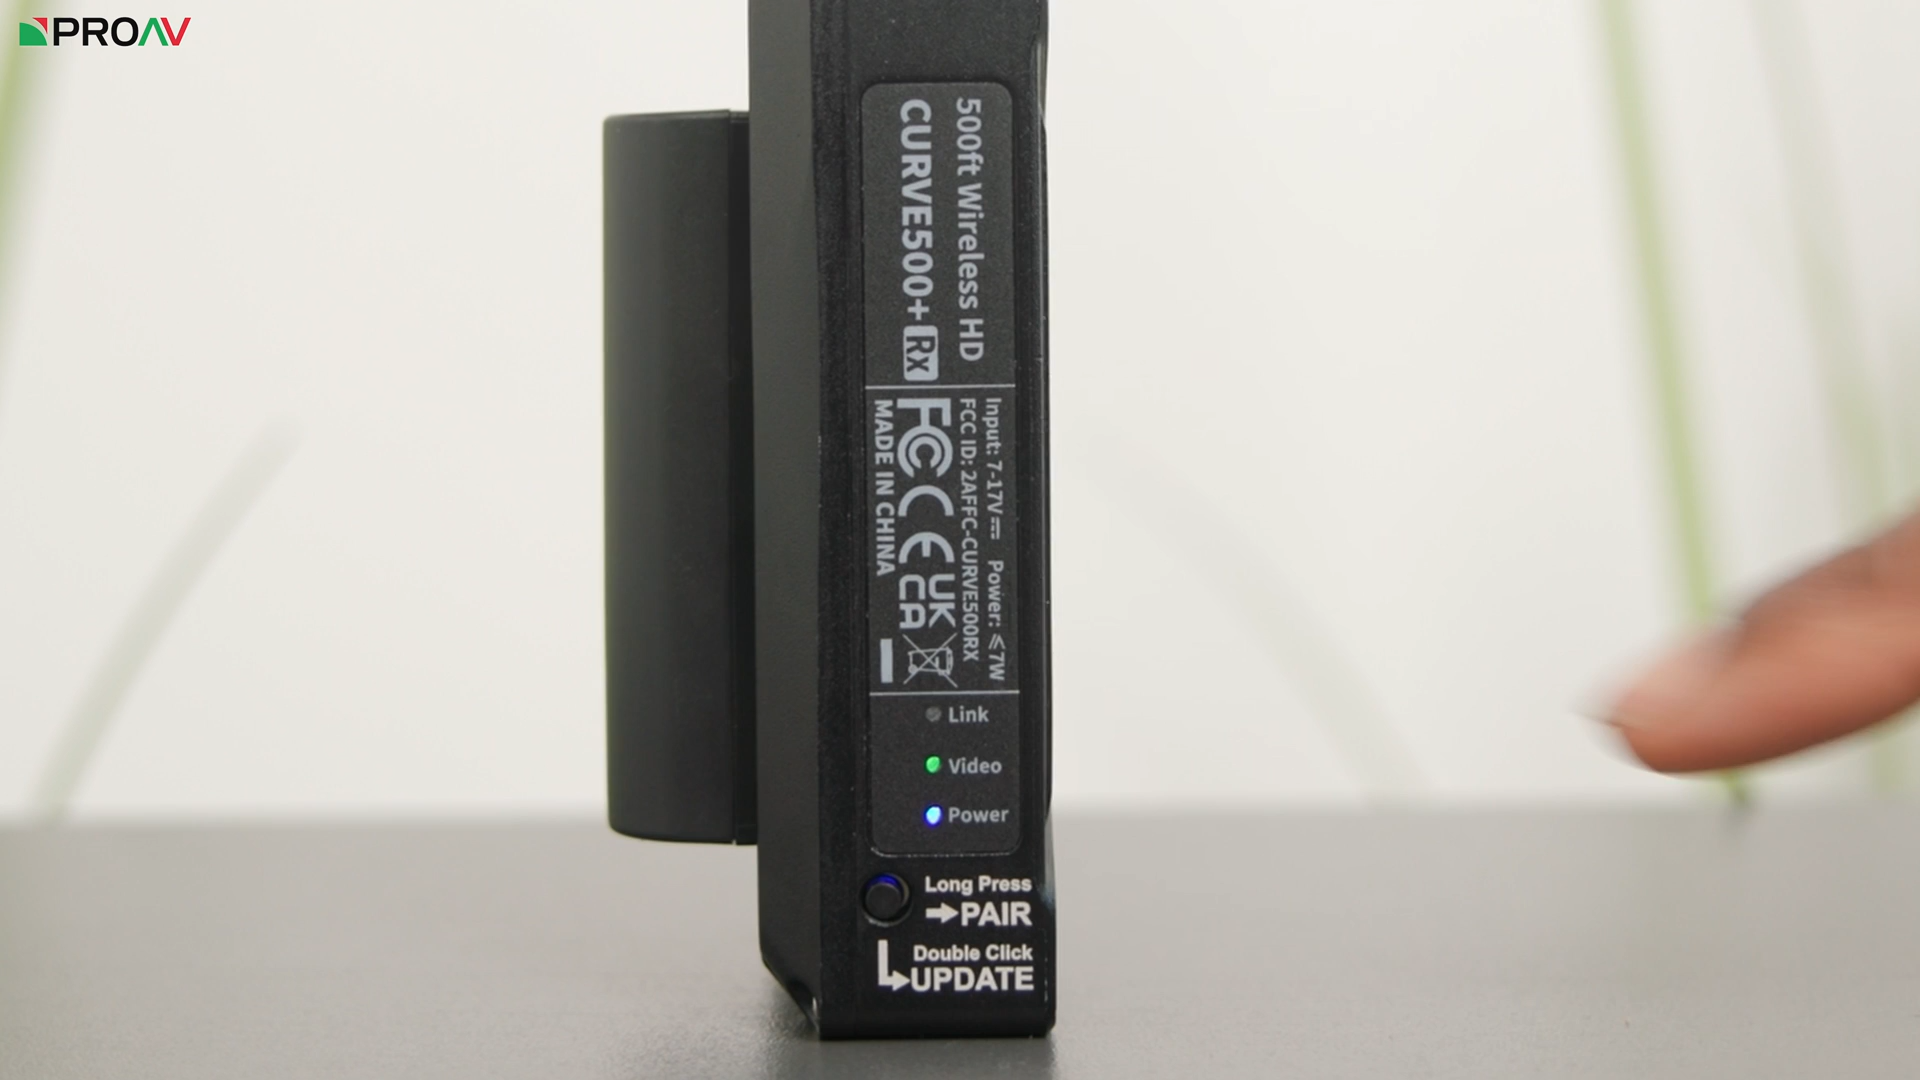 PROAV
500ft Wireless HD
CURVE500+ Rx
Input: 7-17V⎓ Power: ≤7W
FCC ID: 2AFFC-CURVE500RX
FC CE UK
CA
MADE IN CHINA
Link
Video
Power
Long Press
➔PAIR
Double Click
UPDATE